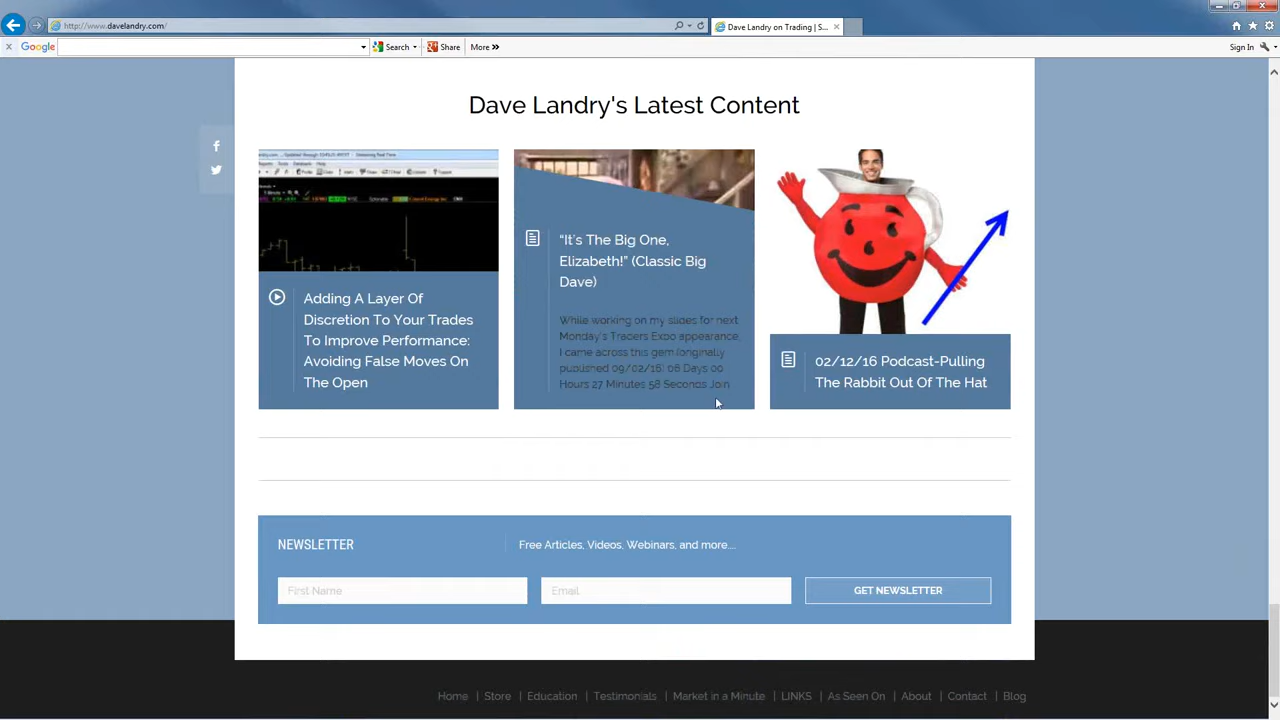 http://www.davelandry.com/
Dave Landry on Trading | S...
Google
Search
Share
More »
Sign In
Dave Landry's Latest Content
Adding A Layer Of
Discretion To Your Trades
To Improve Performance:
Avoiding False Moves On
The Open
“It’s The Big One,
Elizabeth!” (Classic Big
Dave)
While working on my slides for next
Monday's Traders Expo appearance,
I came across this gem (originally
published 09/02/16). 06 Days 00
Hours 27 Minutes 58 Seconds Join
02/12/16 Podcast-Pulling
The Rabbit Out Of The Hat
NEWSLETTER
Free Articles, Videos, Webinars, and more....
First Name
Email
GET NEWSLETTER
Home | Store | Education | Testimonials | Market in a Minute | LINKS | As Seen On | About | Contact | Blog